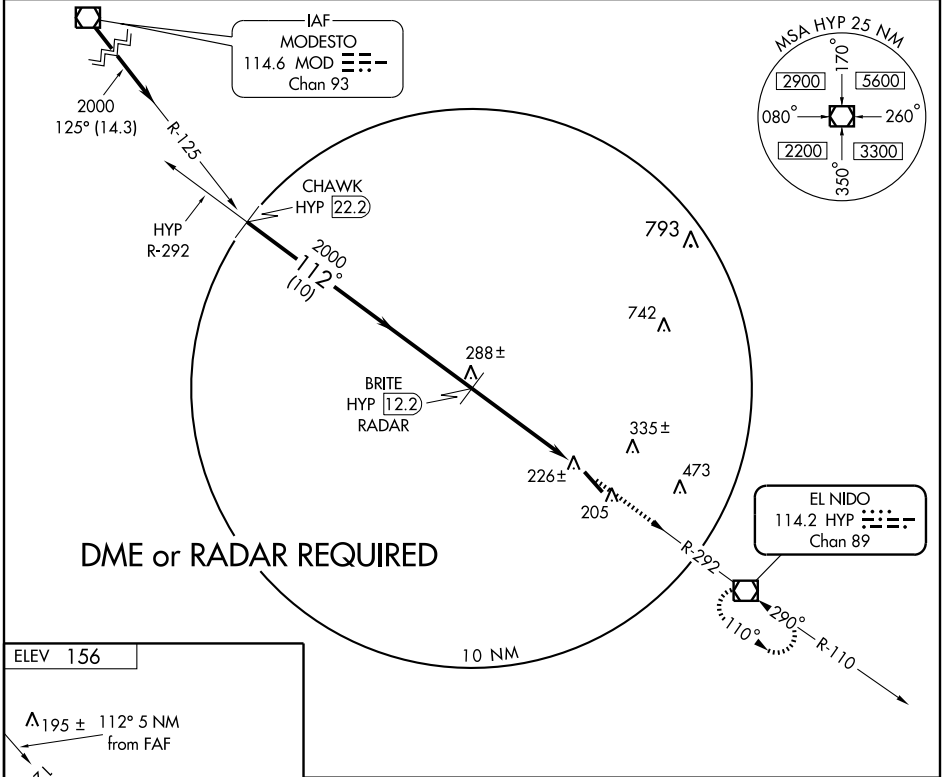 IAF
MODESTO
114.6 MOD
Chan 93
2000
125° (14.3)
R-125
HYP
R-292
CHAWK
HYP 22.2
2000
112°
(10)
MSA HYP 25 NM
170°
2900
5600
080°
260°
2200
3300
350°
793
742
288 ±
BRITE
HYP 12.2
RADAR
335 ±
226 ±
473
205
EL NIDO
114.2 HYP
Chan 89
DME or RADAR REQUIRED
R-292
290°
110°
R-110
10 NM
ELEV 156
195 ± 112° 5 NM
from FAF
12